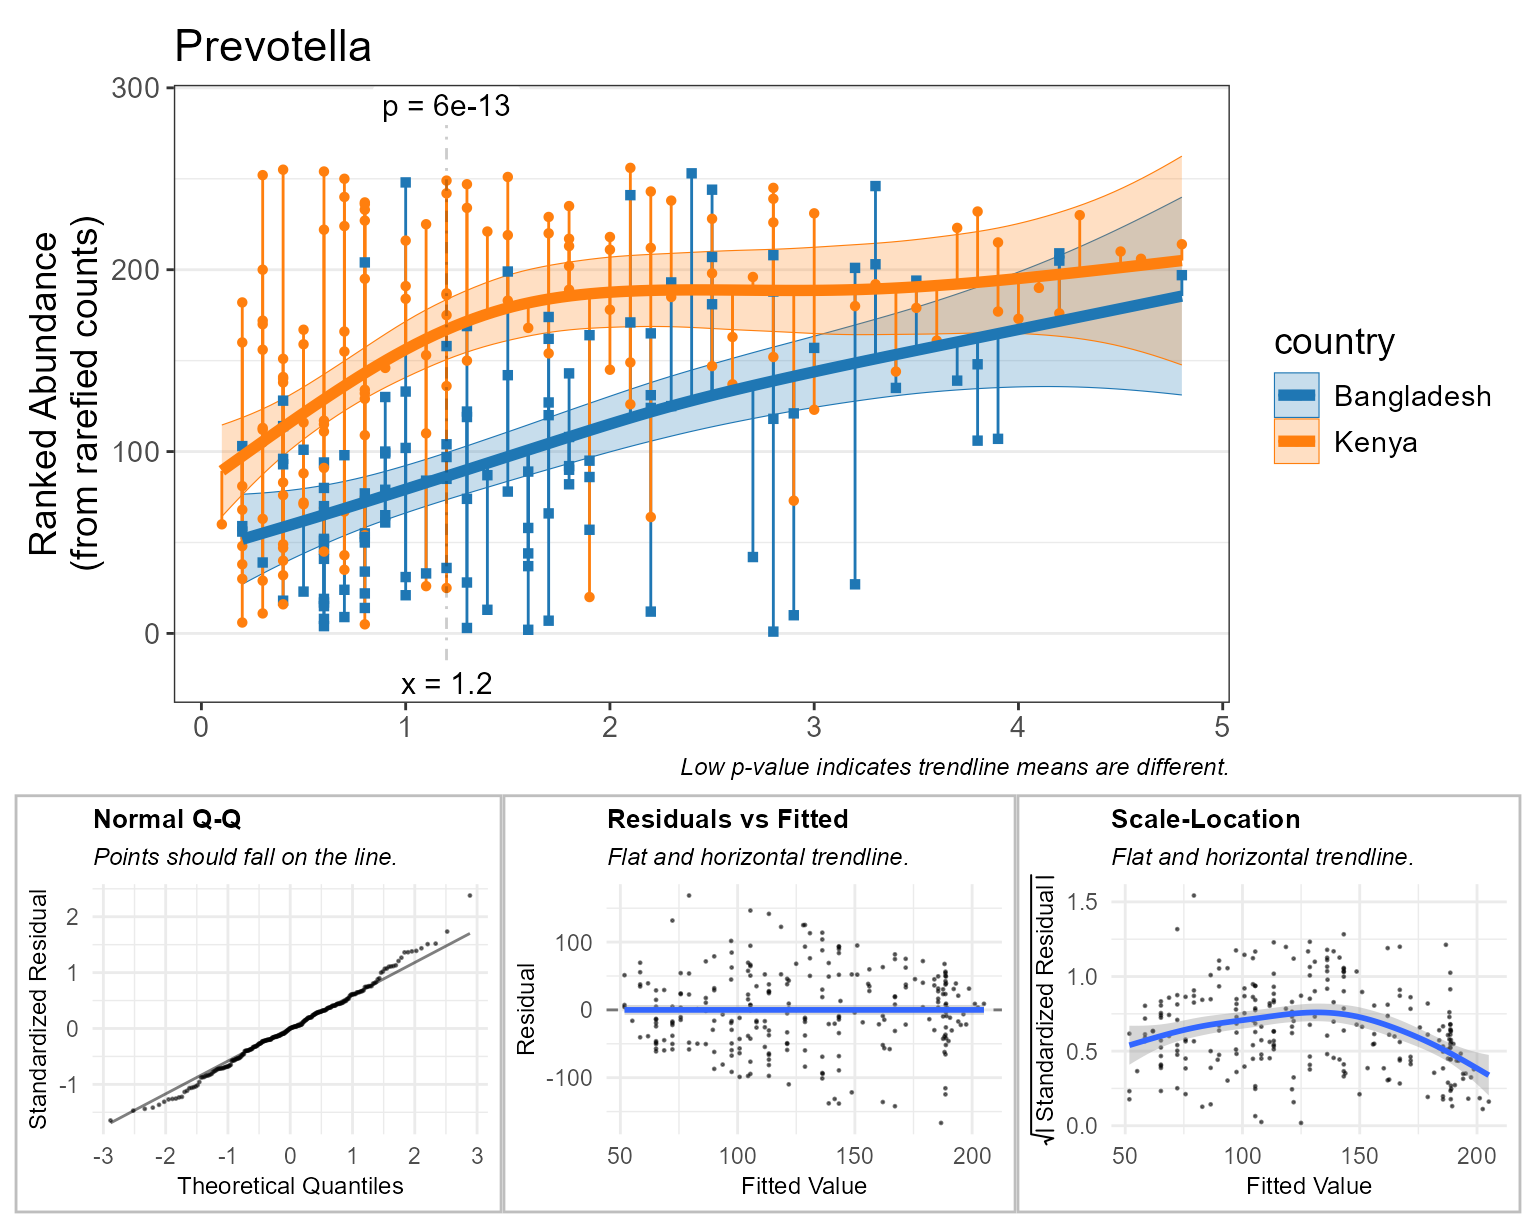 Prevotella
Ranked Abundance
(from rarefied counts)
300
200
100
0
p = 6e-13
x = 1.2
0 1 2 3 4 5
country
Bangladesh
Kenya
Low p-value indicates trendline means are different.
Normal Q-Q
Points should fall on the line.
Standardized Residual
2
1
0
-1
-3 -2 -1 0 1 2 3
Theoretical Quantiles
Residuals vs Fitted
Flat and horizontal trendline.
Residual
100
0
-100
50 100 150 200
Fitted Value
Scale-Location
Flat and horizontal trendline.
√| Standardized Residual |
1.5
1.0
0.5
0.0
50 100 150 200
Fitted Value